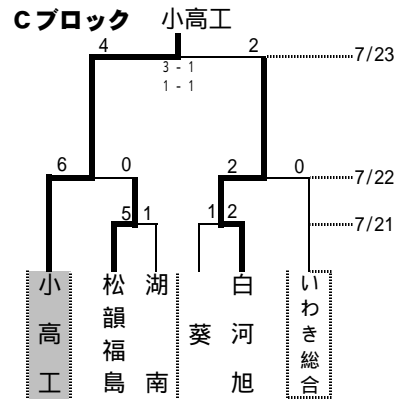 Cブロック 小高工
4 2
3 - 1
1 - 1
7/23
6 0 2 0
7/22
5 1 1 2
7/21
小高工
松韻福島
湖南
葵
白河旭
いわき総合